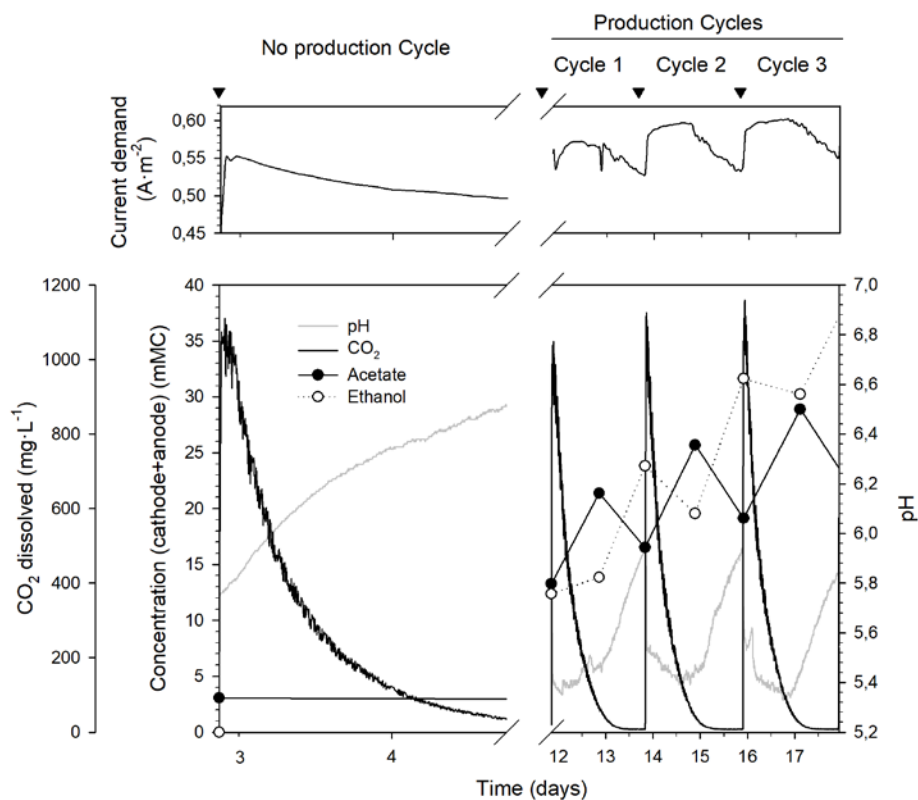 Production Cycles
No production Cycle
Cycle 1 Cycle 2 Cycle 3
Current demand
(A·m-2)
0,60
0,55
0,50
0,45
CO2 dissolved (mg·L-1)
1200
1000
800
600
400
200
0
Concentration (cathode+anode) (mMC)
40
35
30
25
20
15
10
5
0
pH
CO2
Acetate
Ethanol
7,0
6,8
6,6
6,4
6,2
6,0
5,8
5,6
5,4
5,2
pH
3 4 12 13 14 15 16 17
Time (days)